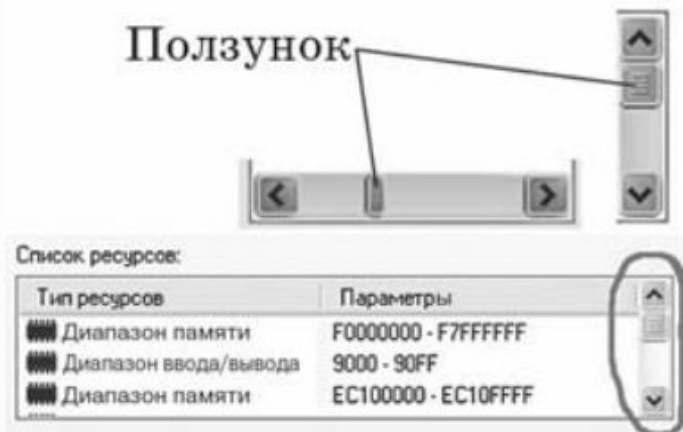 Ползунок
Список ресурсов:
Тип ресурсов Параметры
Диапазон памяти F0000000 - F7FFFFFF
Диапазон ввода/вывода 9000 - 90FF
Диапазон памяти EC100000 - EC10FFFF